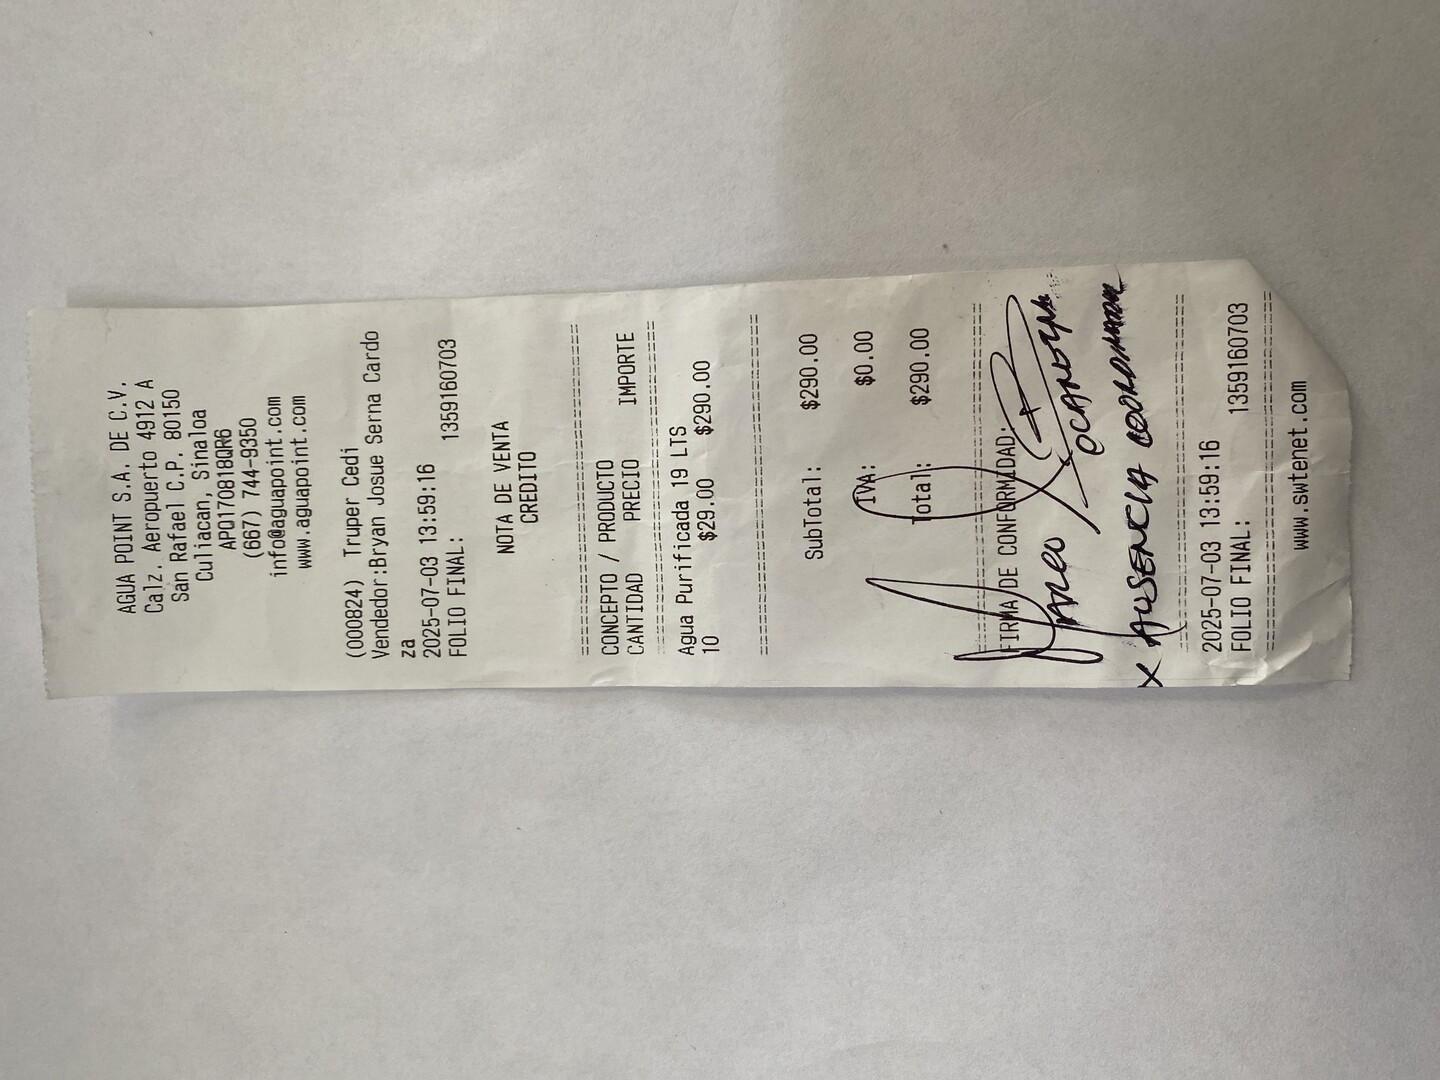 AGUA POINT S.A. DE C.V.
Calz. Aeropuerto 4912 A
San Rafael C.P. 80150
Culiacan, Sinaloa
APO170818QR6
(667) 744-9350
info@aguapoint.com
www.aguapoint.com
(000824) Truper Cedi
Vendedor:Bryan Josue Serna Cardo
za
2025-07-03 13:59:16
FOLIO FINAL: 1359160703
NOTA DE VENTA
CREDITO
CONCEPTO / PRODUCTO
CANTIDAD PRECIO IMPORTE
Agua Purificada 19 LTS
10 $29.00 $290.00
SubTotal: $290.00
IVA: $0.00
Total: $290.00
FIRMA DE CONFORMIDAD:
X AUSENCIA COORDINADOR
2025-07-03 13:59:16
FOLIO FINAL: 1359160703
www.swtenet.com